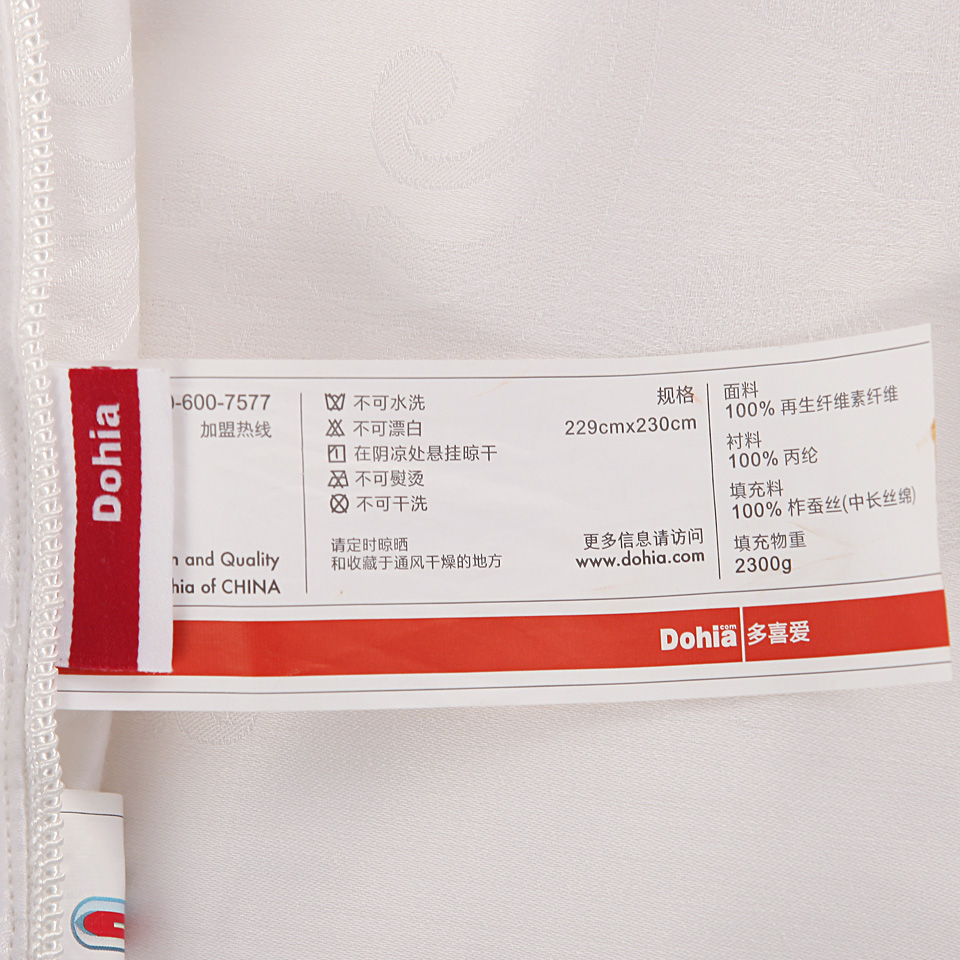 Dohia
0-600-7577
加盟热线
and Quality
of CHINA
不可水洗
不可漂白
在阴凉处悬挂晾干
不可熨烫
不可干洗
请定时晾晒
和收藏于通风干燥的地方
规格
229cmx230cm
更多信息请访问
www.dohia.com
面料
100% 再生纤维素纤维
衬料
100% 丙纶
填充料
100% 柞蚕丝(中长丝绵)
填充物重
2300g
Dohia.com 多喜爱